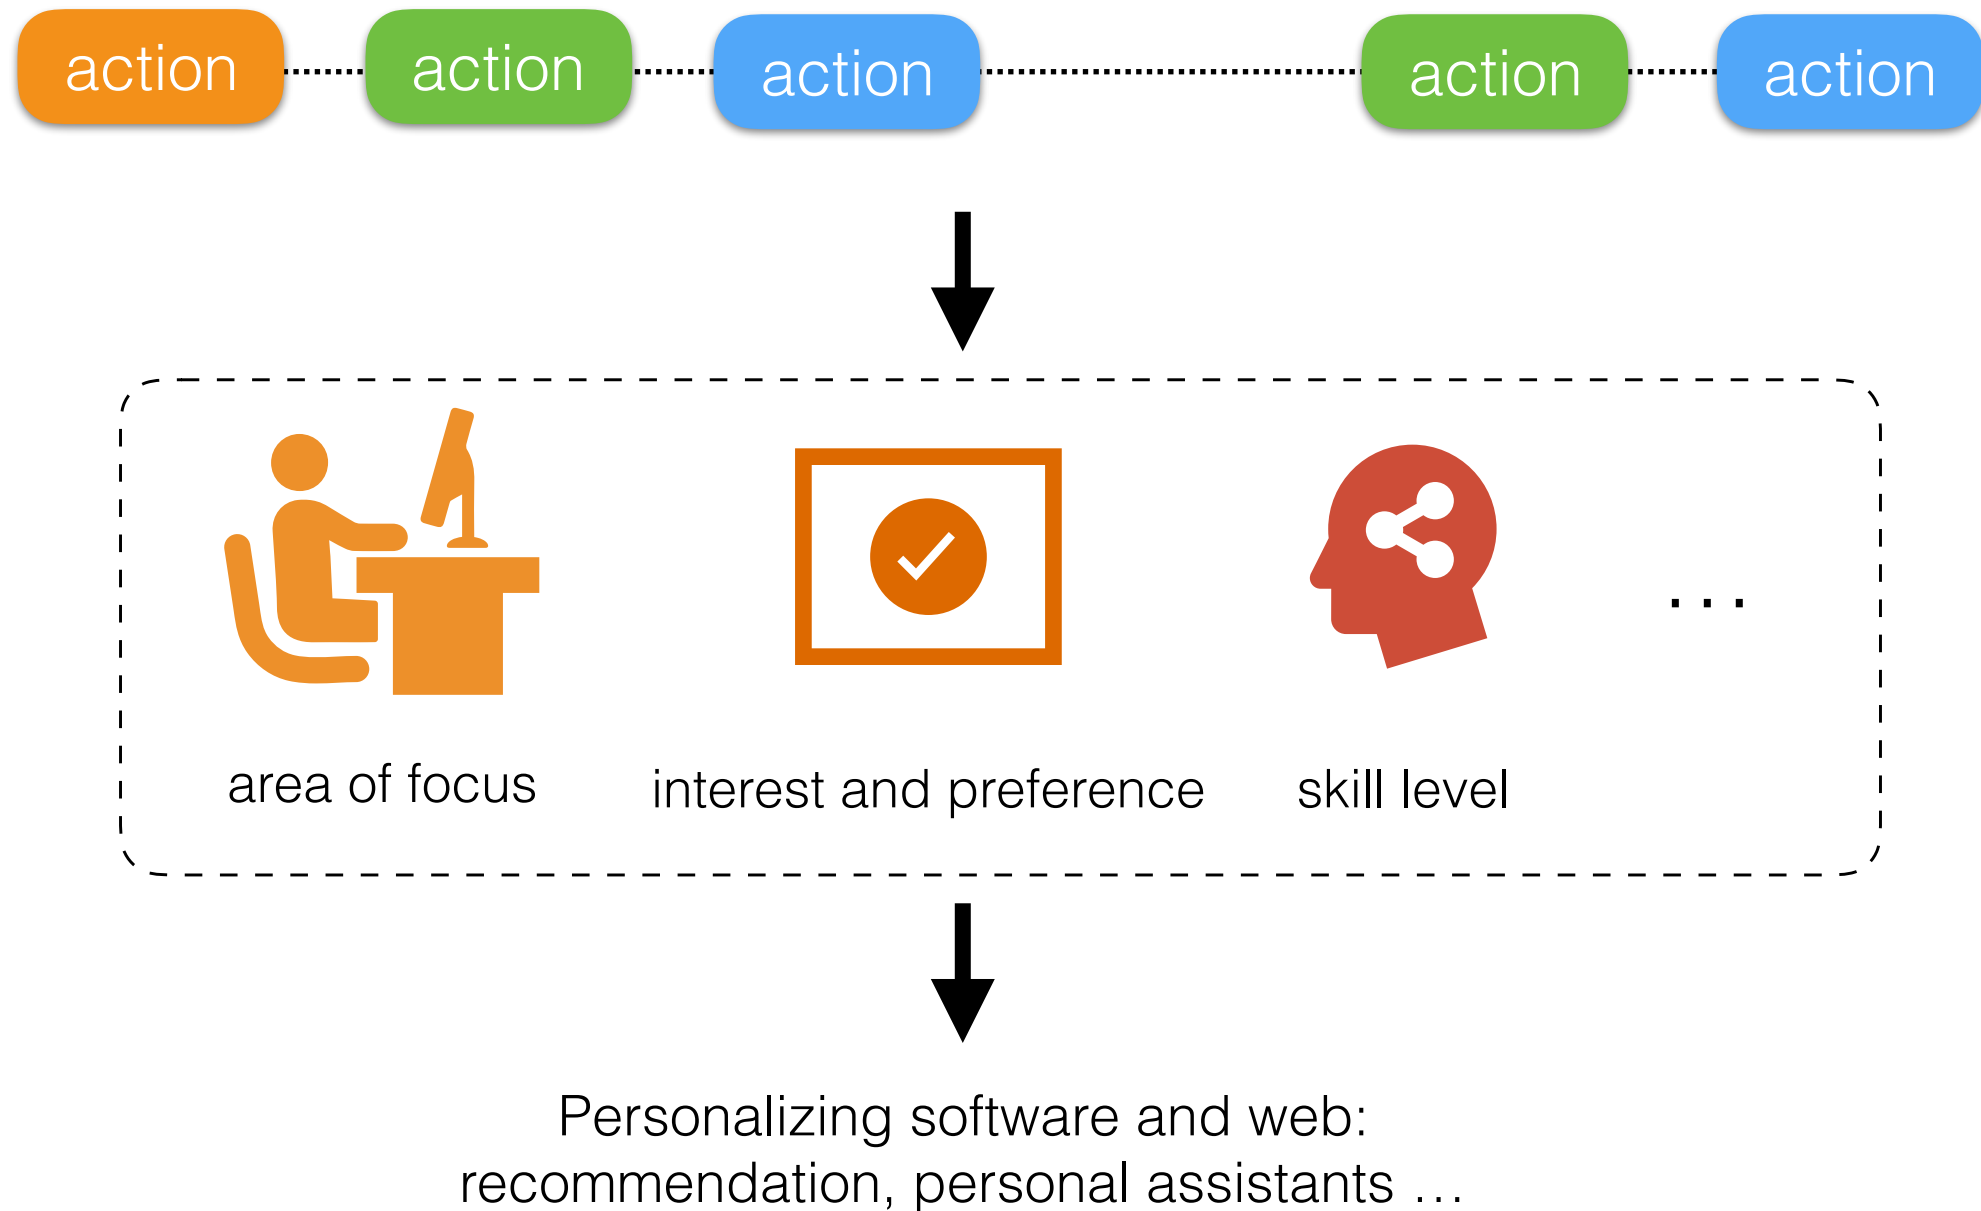 action action action action action
...
area of focus interest and preference skill level
Personalizing software and web:
recommendation, personal assistants …